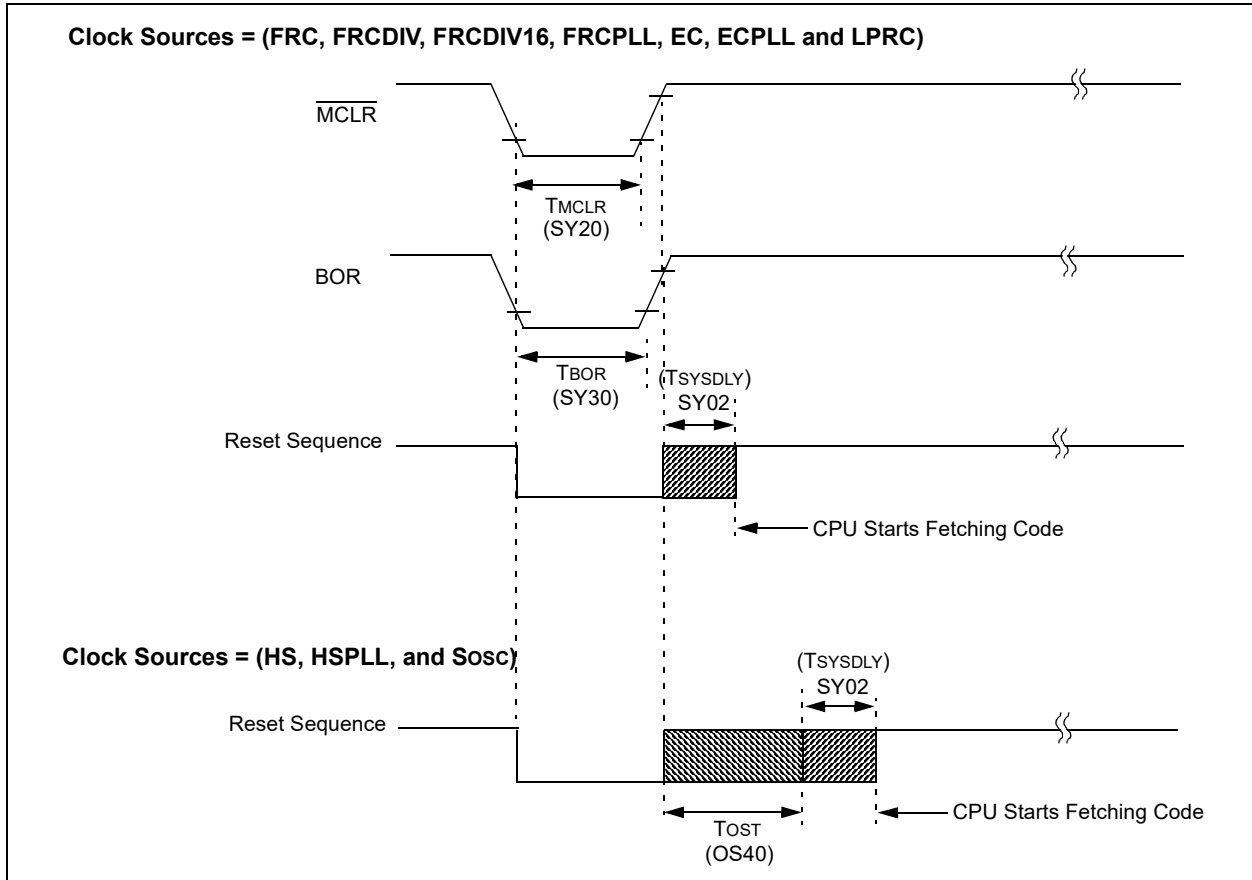 Clock Sources = (FRC, FRCDIV, FRCDIV16, FRCPLL, EC, ECPLL and LPRC)
MCLR
TMCLR
(SY20)
BOR
TBOR
(SY30)
(TSYSDLY)
SY02
Reset Sequence
CPU Starts Fetching Code
Clock Sources = (HS, HSPLL, and SOSC)
(TSYSDLY)
SY02
Reset Sequence
CPU Starts Fetching Code
TOST
(OS40)